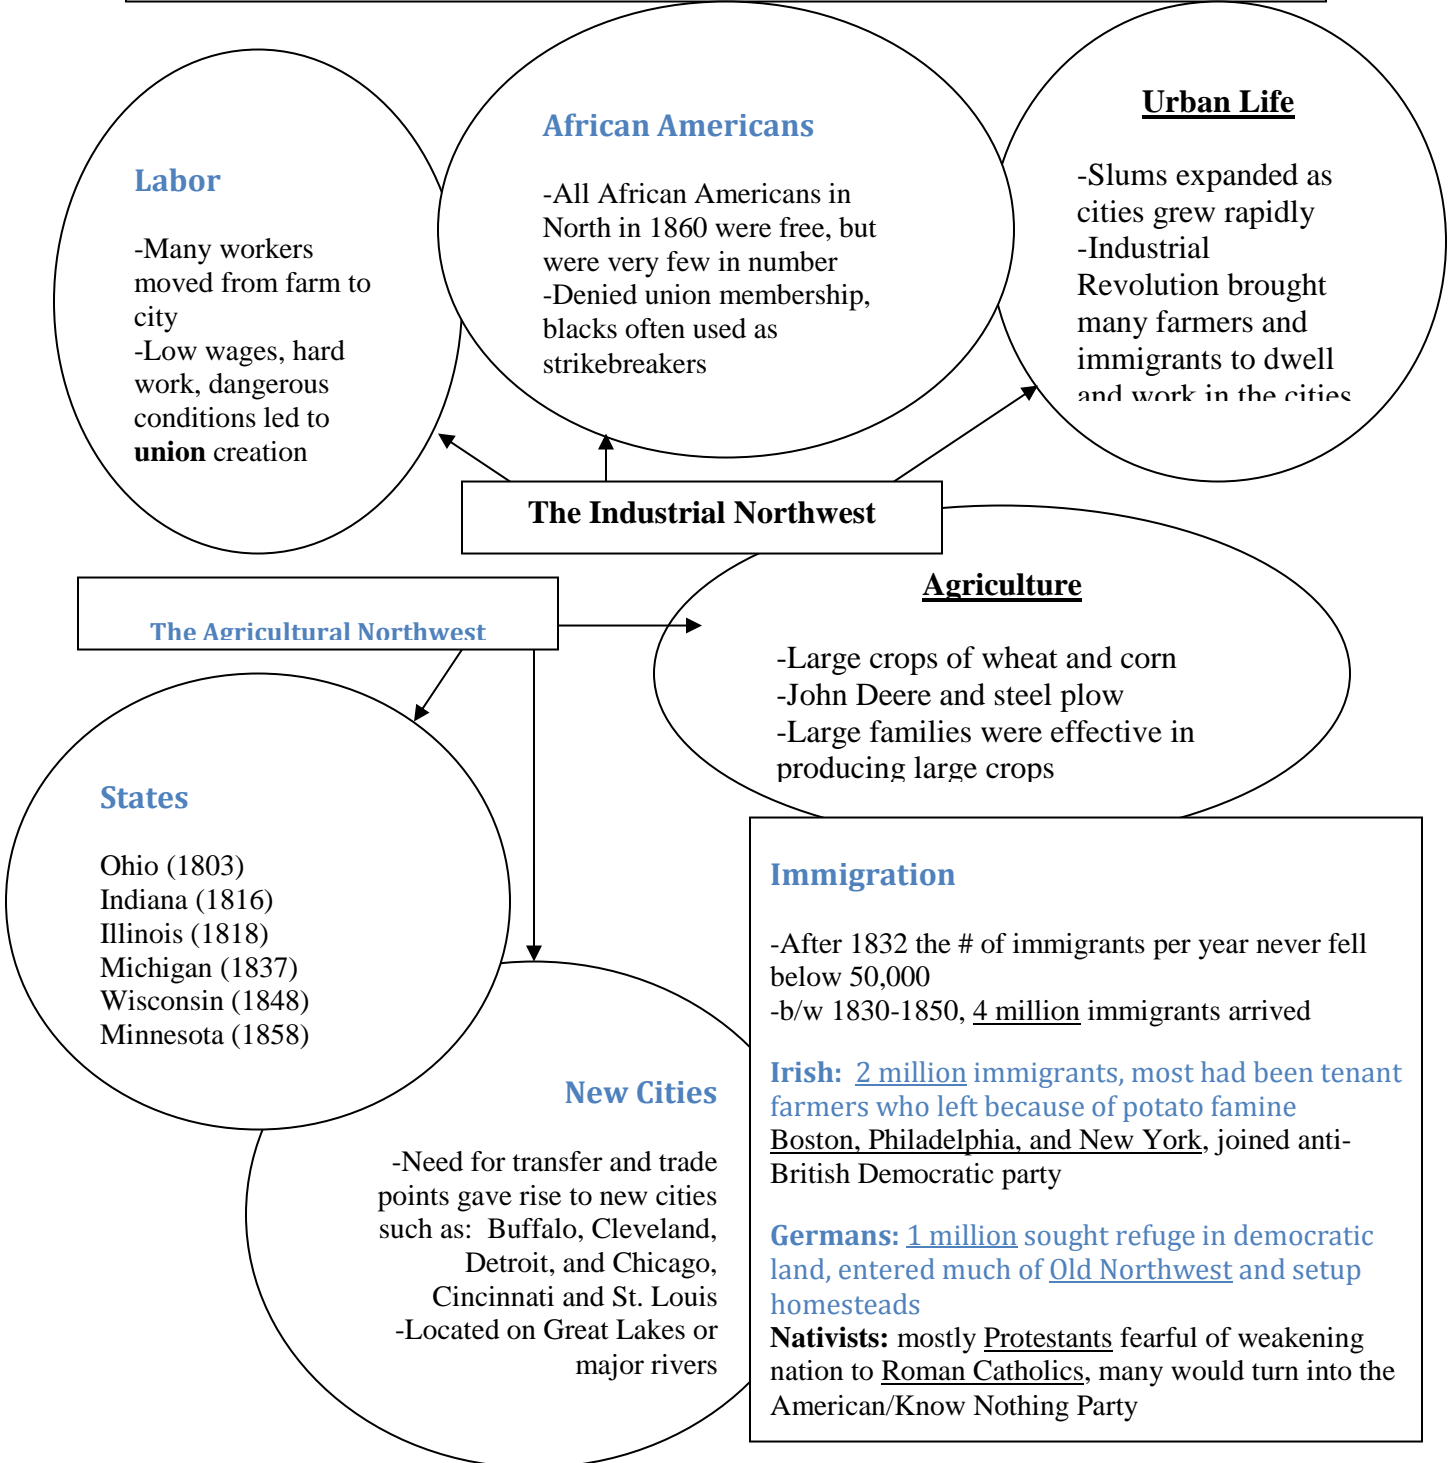 Labor
-Many workers
moved from farm to
city
-Low wages, hard
work, dangerous
conditions led to
union creation
African Americans
-All African Americans in
North in 1860 were free, but
were very few in number
-Denied union membership,
blacks often used as
strikebreakers
Urban Life
-Slums expanded as
cities grew rapidly
-Industrial
Revolution brought
many farmers and
immigrants to dwell
and work in the cities
The Industrial Northwest
The Agricultural Northwest
Agriculture
-Large crops of wheat and corn
-John Deere and steel plow
-Large families were effective in
producing large crops
States
Ohio (1803)
Indiana (1816)
Illinois (1818)
Michigan (1837)
Wisconsin (1848)
Minnesota (1858)
New Cities
-Need for transfer and trade
points gave rise to new cities
such as:  Buffalo, Cleveland,
Detroit, and Chicago,
Cincinnati and St. Louis
-Located on Great Lakes or
major rivers
Immigration
-After 1832 the # of immigrants per year never fell
below 50,000
-b/w 1830-1850, 4 million immigrants arrived
Irish:  2 million immigrants, most had been tenant
farmers who left because of potato famine
Boston, Philadelphia, and New York, joined anti-
British Democratic party
Germans: 1 million sought refuge in democratic
land, entered much of Old Northwest and setup
homesteads
Nativists: mostly Protestants fearful of weakening
nation to Roman Catholics, many would turn into the
American/Know Nothing Party